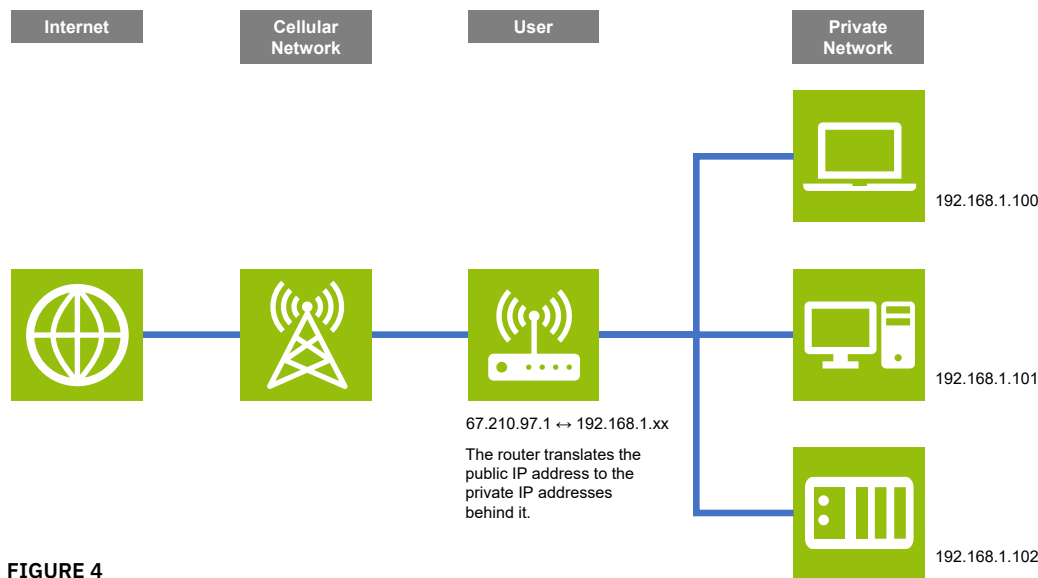 Internet
Cellular
Network
User
Private
Network
192.168.1.100
192.168.1.101
67.210.97.1 ↔ 192.168.1.xx
The router translates the
public IP address to the
private IP addresses
behind it.
192.168.1.102
FIGURE 4